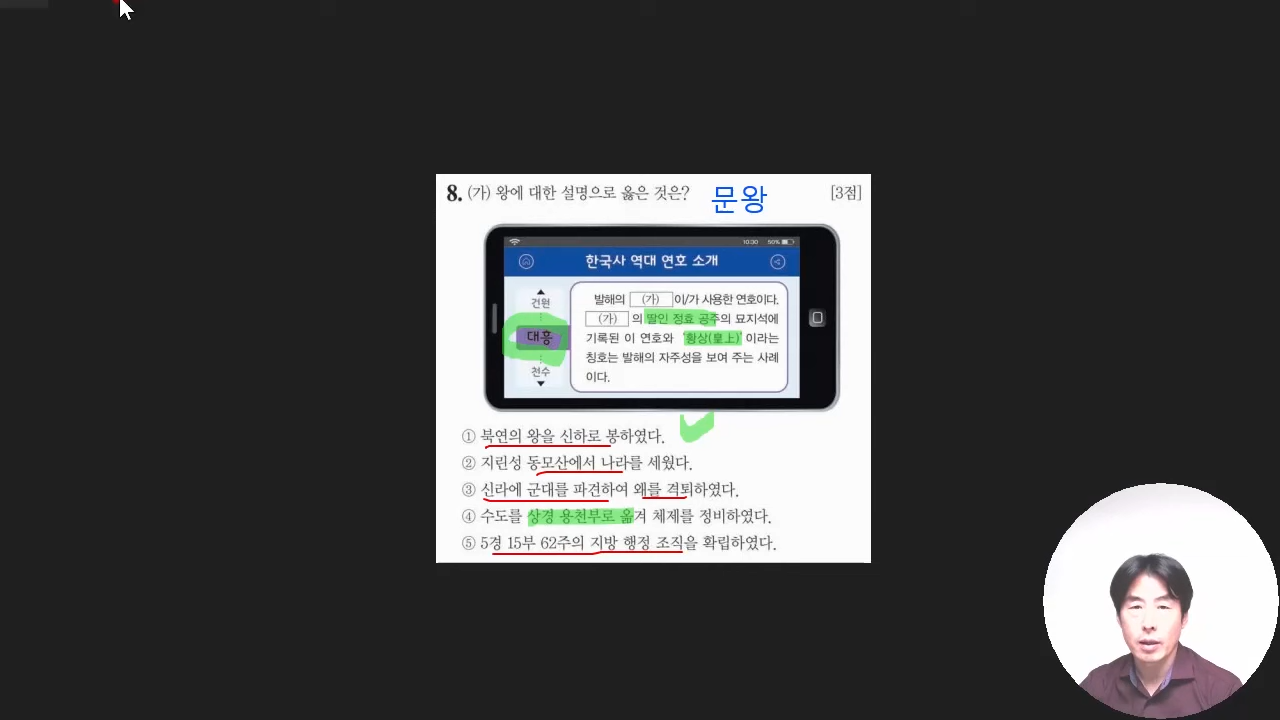 8. (가) 왕에 대한 설명으로 옳은 것은? 문왕 [3점]
10:30 50%
한국사 역대 연호 소개
건원
대흥
천수
발해의 (가) 이/가 사용한 연호이다.
(가) 의 딸인 정효 공주의 묘지석에
기록된 이 연호와 '황상(皇上)'이라는
칭호는 발해의 자주성을 보여 주는 사례
이다.
① 북연의 왕을 신하로 봉하였다.
② 지린성 동모산에서 나라를 세웠다.
③ 신라에 군대를 파견하여 왜를 격퇴하였다.
④ 수도를 상경 용천부로 옮겨 체제를 정비하였다.
⑤ 5경 15부 62주의 지방 행정 조직을 확립하였다.